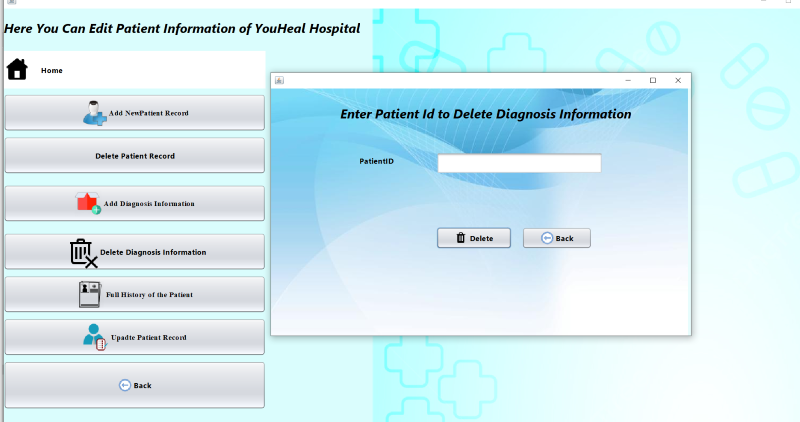 Here You Can Edit Patient Information of YouHeal Hospital
Home
Add NewPatient Record
Delete Patient Record
Add Diagnosis Information
Delete Diagnosis Information
Full History of the Patient
Upadte Patient Record
Back
Enter Patient Id to Delete Diagnosis Information
PatientID
Delete
Back